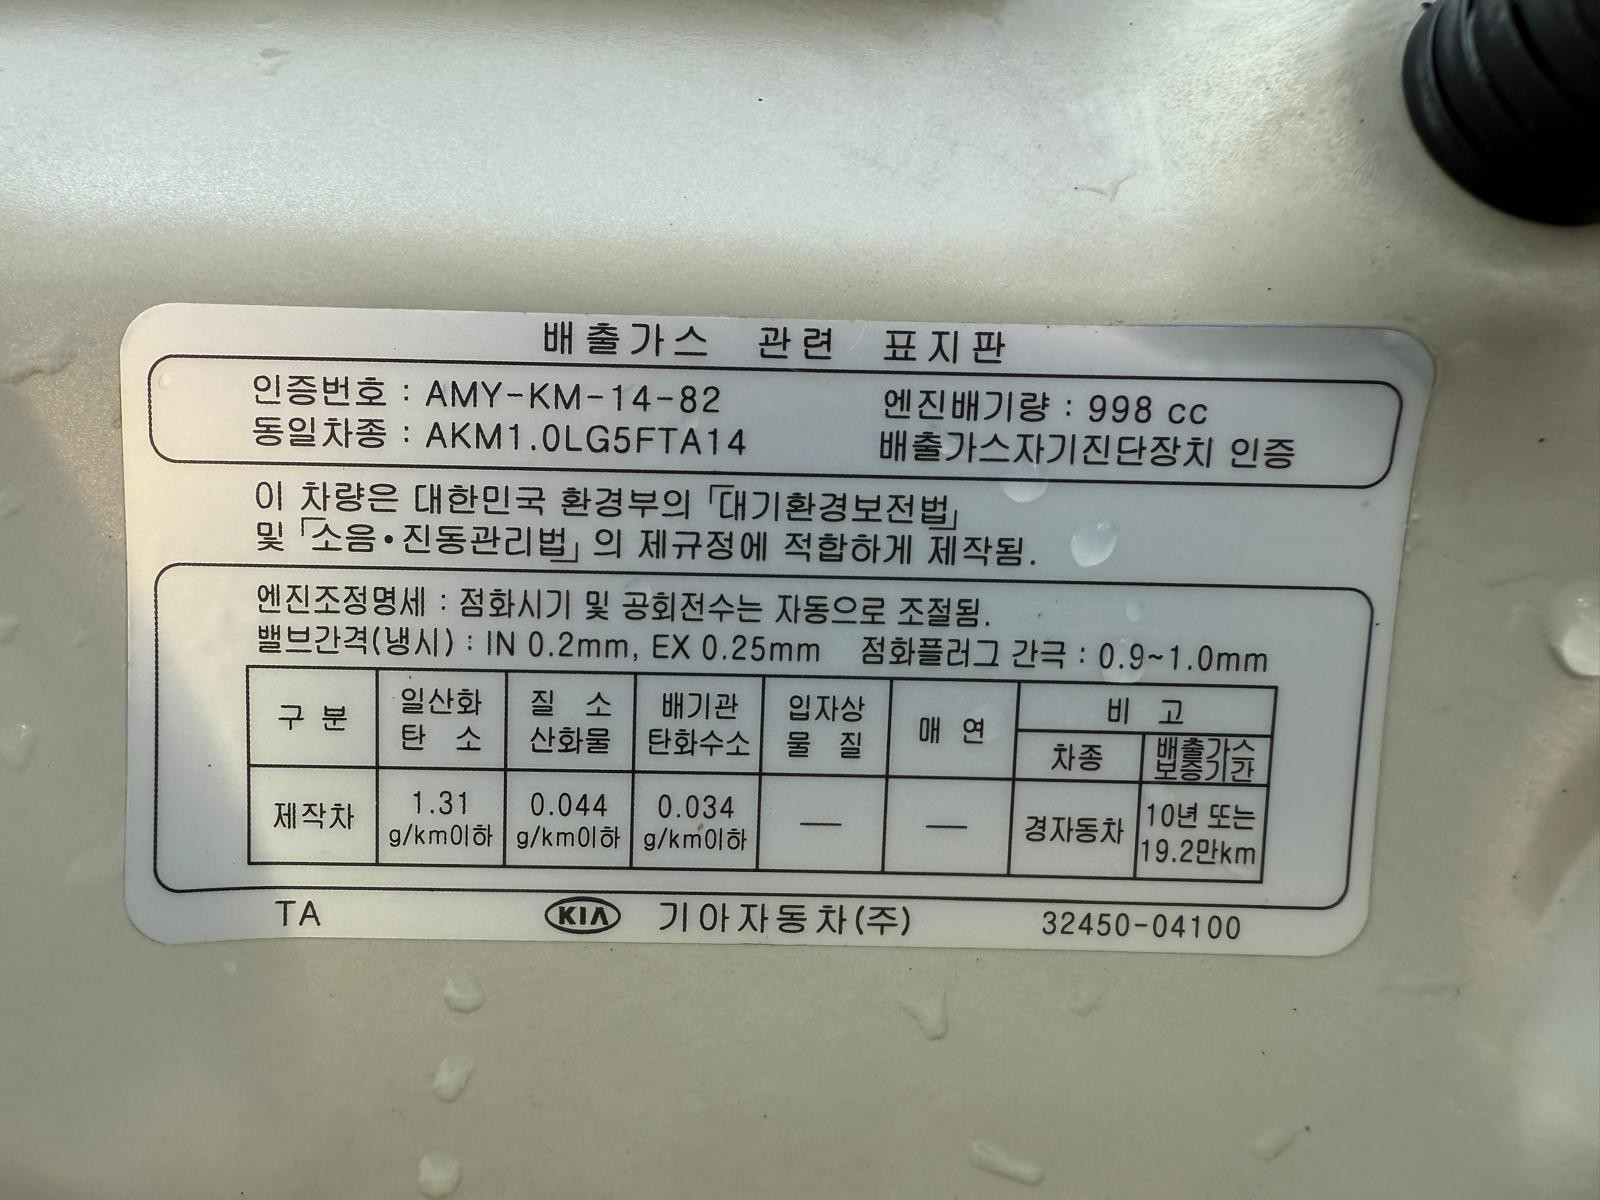 배출가스 관련 표지판
인증번호 : AMY-KM-14-82 엔진배기량 : 998 cc
동일차종 : AKM1.0LG5FTA14 배출가스자기진단장치 인증
이 차량은 대한민국 환경부의 「대기환경보전법」
및 「소음•진동관리법」의 제규정에 적합하게 제작됨.
엔진조정명세 : 점화시기 및 공회전수는 자동으로 조절됨.
밸브간격(냉시) : IN 0.2mm, EX 0.25mm 점화플러그 간극 : 0.9~1.0mm
구 분 일산화 탄 소 질 소 산화물 배기관 탄화수소 입자상 물 질 매 연 비 고
차종 배출가스 보증기간
제작차 1.31 g/km이하 0.044 g/km이하 0.034 g/km이하 — — 경자동차 10년 또는 19.2만km
TA KIA 기아자동차(주) 32450-04100